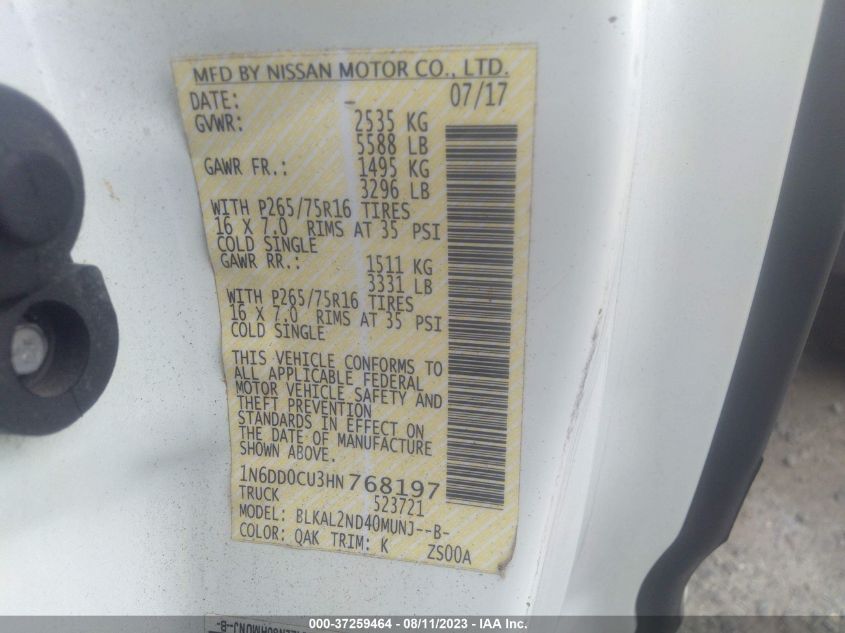 MFD BY NISSAN MOTOR CO., LTD.
DATE: 07/17
GVWR: 2535 KG
5588 LB
GAWR FR.: 1495 KG
3296 LB
WITH P265/75R16 TIRES
16 X 7.0 RIMS AT 35 PSI
COLD SINGLE
GAWR RR.: 1511 KG
3331 LB
WITH P265/75R16 TIRES
16 X 7.0 RIMS AT 35 PSI
COLD SINGLE
THIS VEHICLE CONFORMS TO
ALL APPLICABLE FEDERAL
MOTOR VEHICLE SAFETY AND
THEFT PREVENTION
STANDARDS IN EFFECT ON
THE DATE OF MANUFACTURE
SHOWN ABOVE.
1N6DD0CU3HN768197
TRUCK 523721
MODEL: BLKAL2ND40MUNJ--B-
COLOR: QAK TRIM: K ZS00A
000-37259464 - 08/11/2023 - IAA Inc.